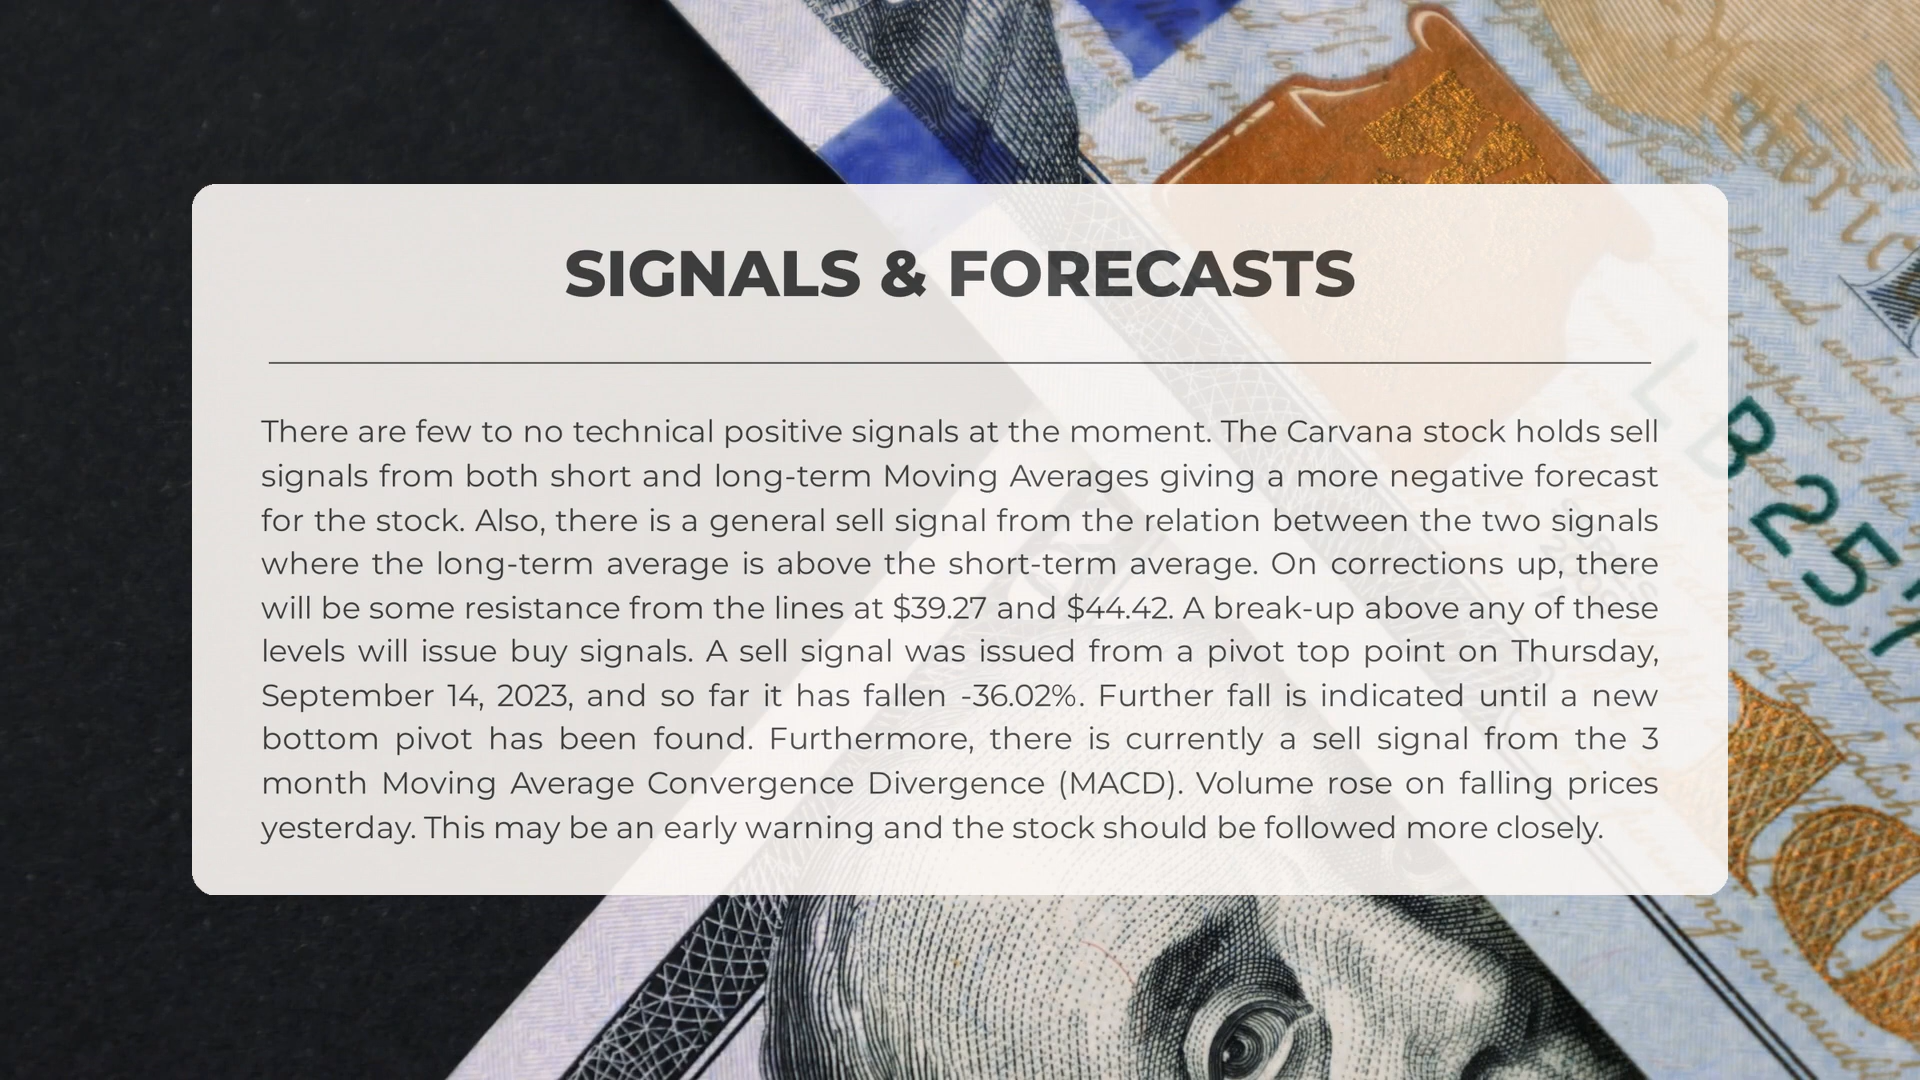 SIGNALS & FORECASTS
There are few to no technical positive signals at the moment. The Carvana stock holds sell
signals from both short and long-term Moving Averages giving a more negative forecast
for the stock. Also, there is a general sell signal from the relation between the two signals
where the long-term average is above the short-term average. On corrections up, there
will be some resistance from the lines at $39.27 and $44.42. A break-up above any of these
levels will issue buy signals. A sell signal was issued from a pivot top point on Thursday,
September 14, 2023, and so far it has fallen -36.02%. Further fall is indicated until a new
bottom pivot has been found. Furthermore, there is currently a sell signal from the 3
month Moving Average Convergence Divergence (MACD). Volume rose on falling prices
yesterday. This may be an early warning and the stock should be followed more closely.
LB25